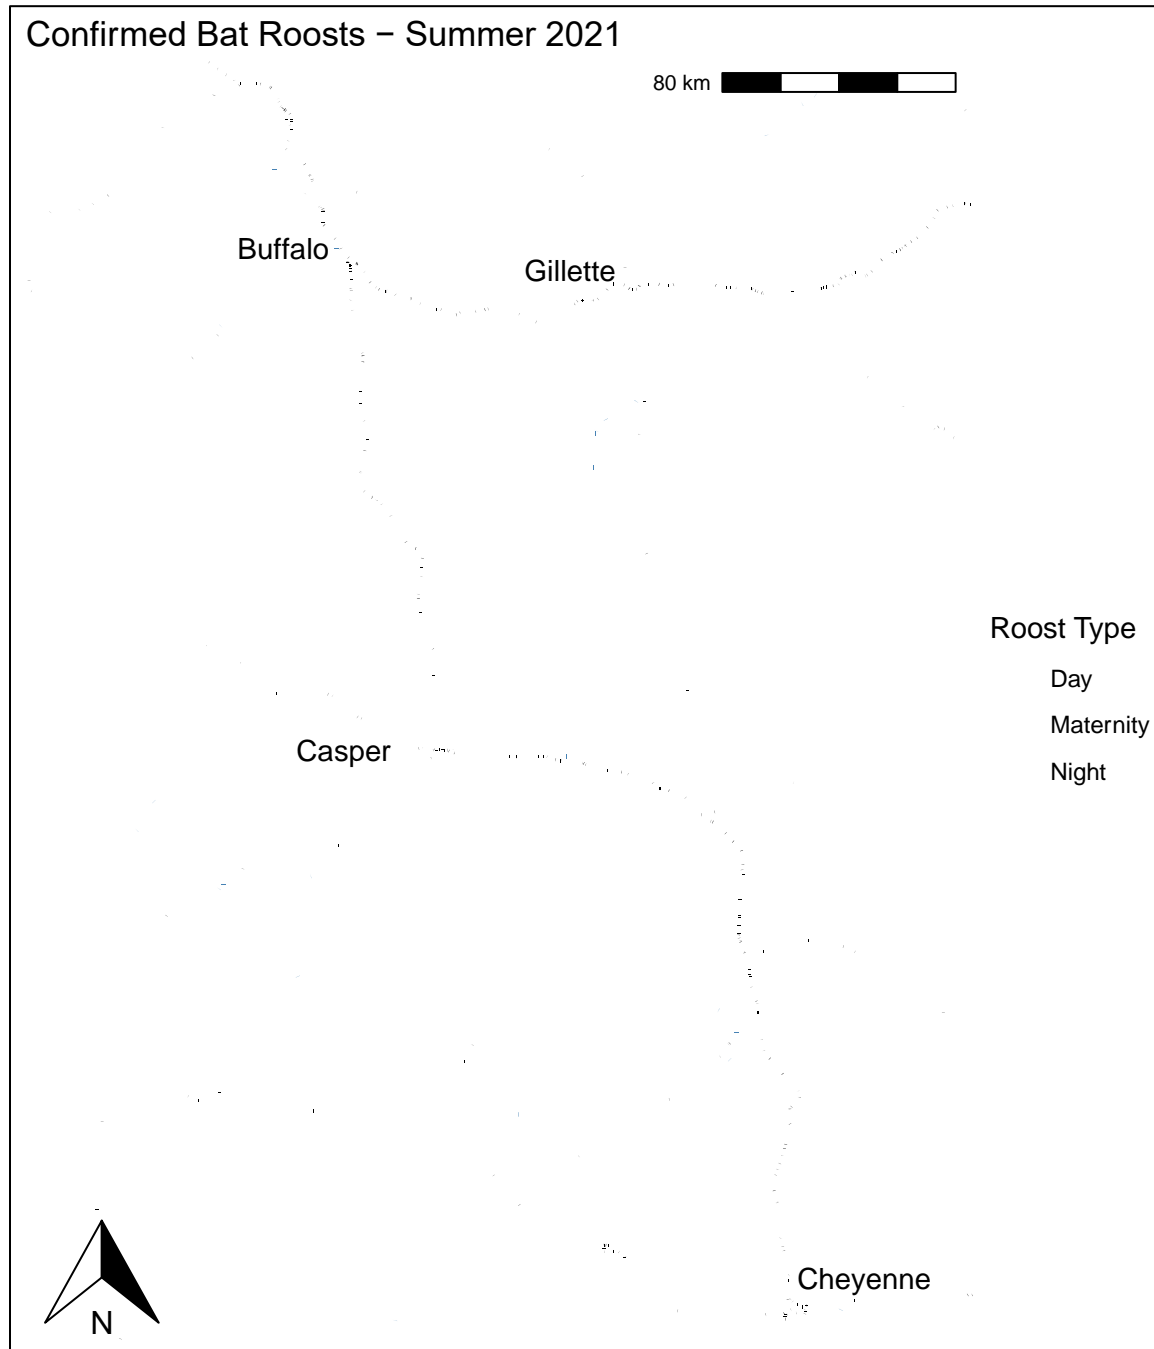 Confirmed Bat Roosts − Summer 2021
80 km
Buffalo
Gillette
Roost Type
Day
Maternity
Casper
Night
Cheyenne
N